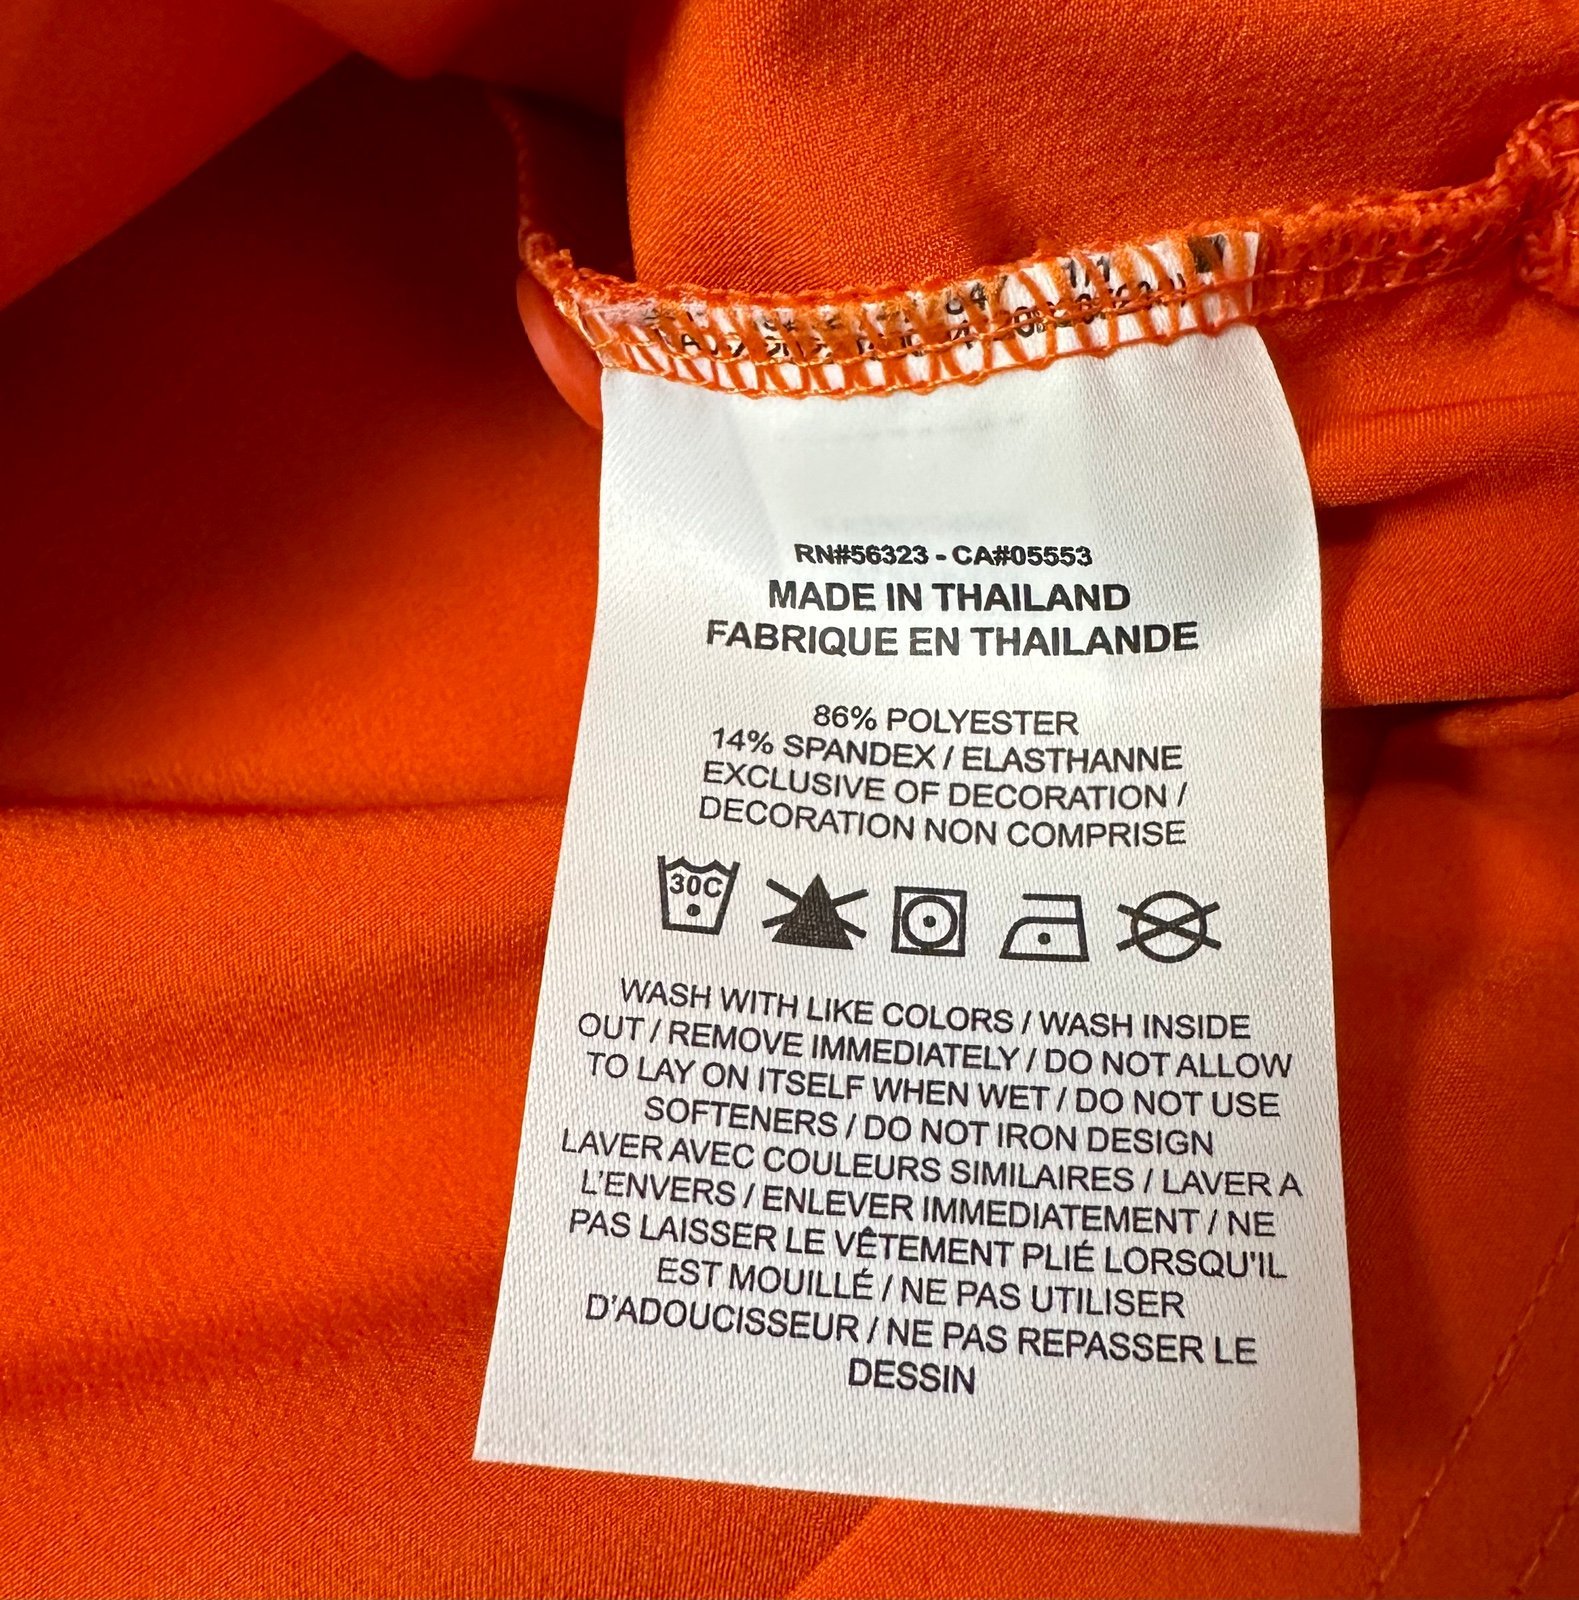 RN#56323 - CA#05553
MADE IN THAILAND
FABRIQUE EN THAILANDE
86% POLYESTER
14% SPANDEX / ELASTHANNE
EXCLUSIVE OF DECORATION /
DECORATION NON COMPRISE
30C
WASH WITH LIKE COLORS / WASH INSIDE
OUT / REMOVE IMMEDIATELY / DO NOT ALLOW
TO LAY ON ITSELF WHEN WET / DO NOT USE
SOFTENERS / DO NOT IRON DESIGN
LAVER AVEC COULEURS SIMILAIRES / LAVER A
L'ENVERS / ENLEVER IMMEDIATEMENT / NE
PAS LAISSER LE VÊTEMENT PLIÉ LORSQU'IL
EST MOUILLÉ / NE PAS UTILISER
D'ADOUCISSEUR / NE PAS REPASSER LE
DESSIN